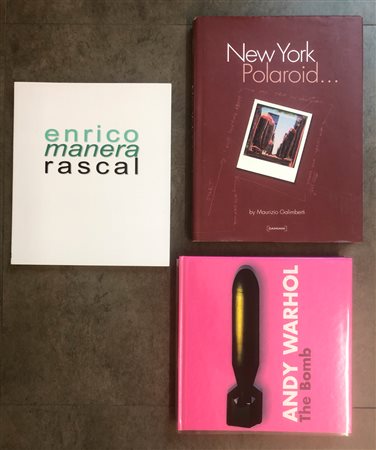 enrico
manera
rascal
New York
Polaroid...
by Maurizio Galimberti
DAMIANI
ANDY WARHOL
The Bomb